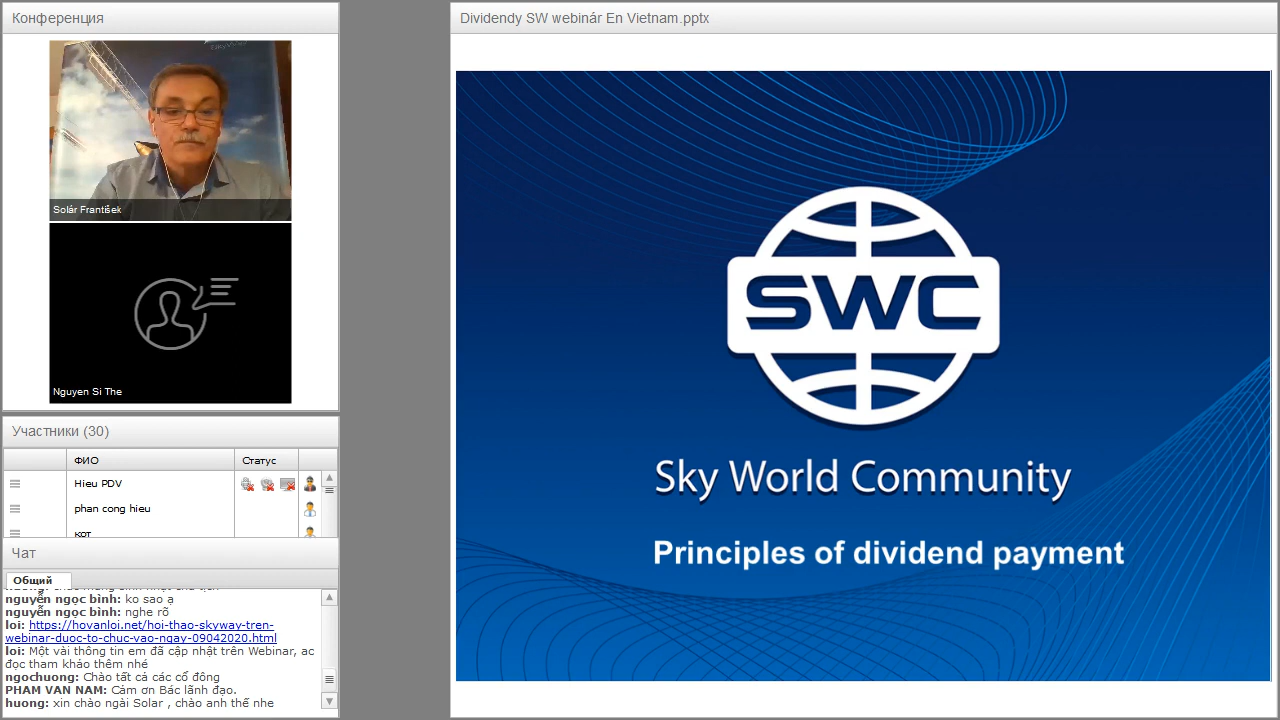 Конференция
Solár František
Nguyen Si The
Участники (30)
ФИО
Статус
Hieu PDV
phan cong hieu
кот
Чат
Общий
nguyễn ngọc bình: ko sao ạ
nguyễn ngọc bình: nghe rõ
loi: https://hovanloi.net/hoi-thao-skyway-tren-
webinar-duoc-to-chuc-vao-ngay-09042020.html
loi: Một vài thông tin em đã cập nhật trên Webinar, ac
đọc tham khảo thêm nhé
ngochuong: Chào tất cả các cổ đông
PHAM VAN NAM: Cảm ơn Bác lãnh đạo.
huong: xin chào ngài Solar , chào anh thế nhe
Dividendy SW webinár En Vietnam.pptx
SWC
Sky World Community
Principles of dividend payment